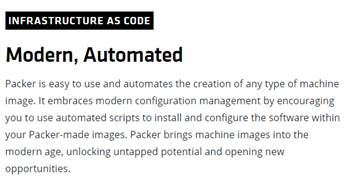 INFRASTRUCTURE AS CODE
Modern, Automated
Packer is easy to use and automates the creation of any type of machine
image. It embraces modern configuration management by encouraging
you to use automated scripts to install and configure the software within
your Packer-made images. Packer brings machine images into the
modern age, unlocking untapped potential and opening new
opportunities.